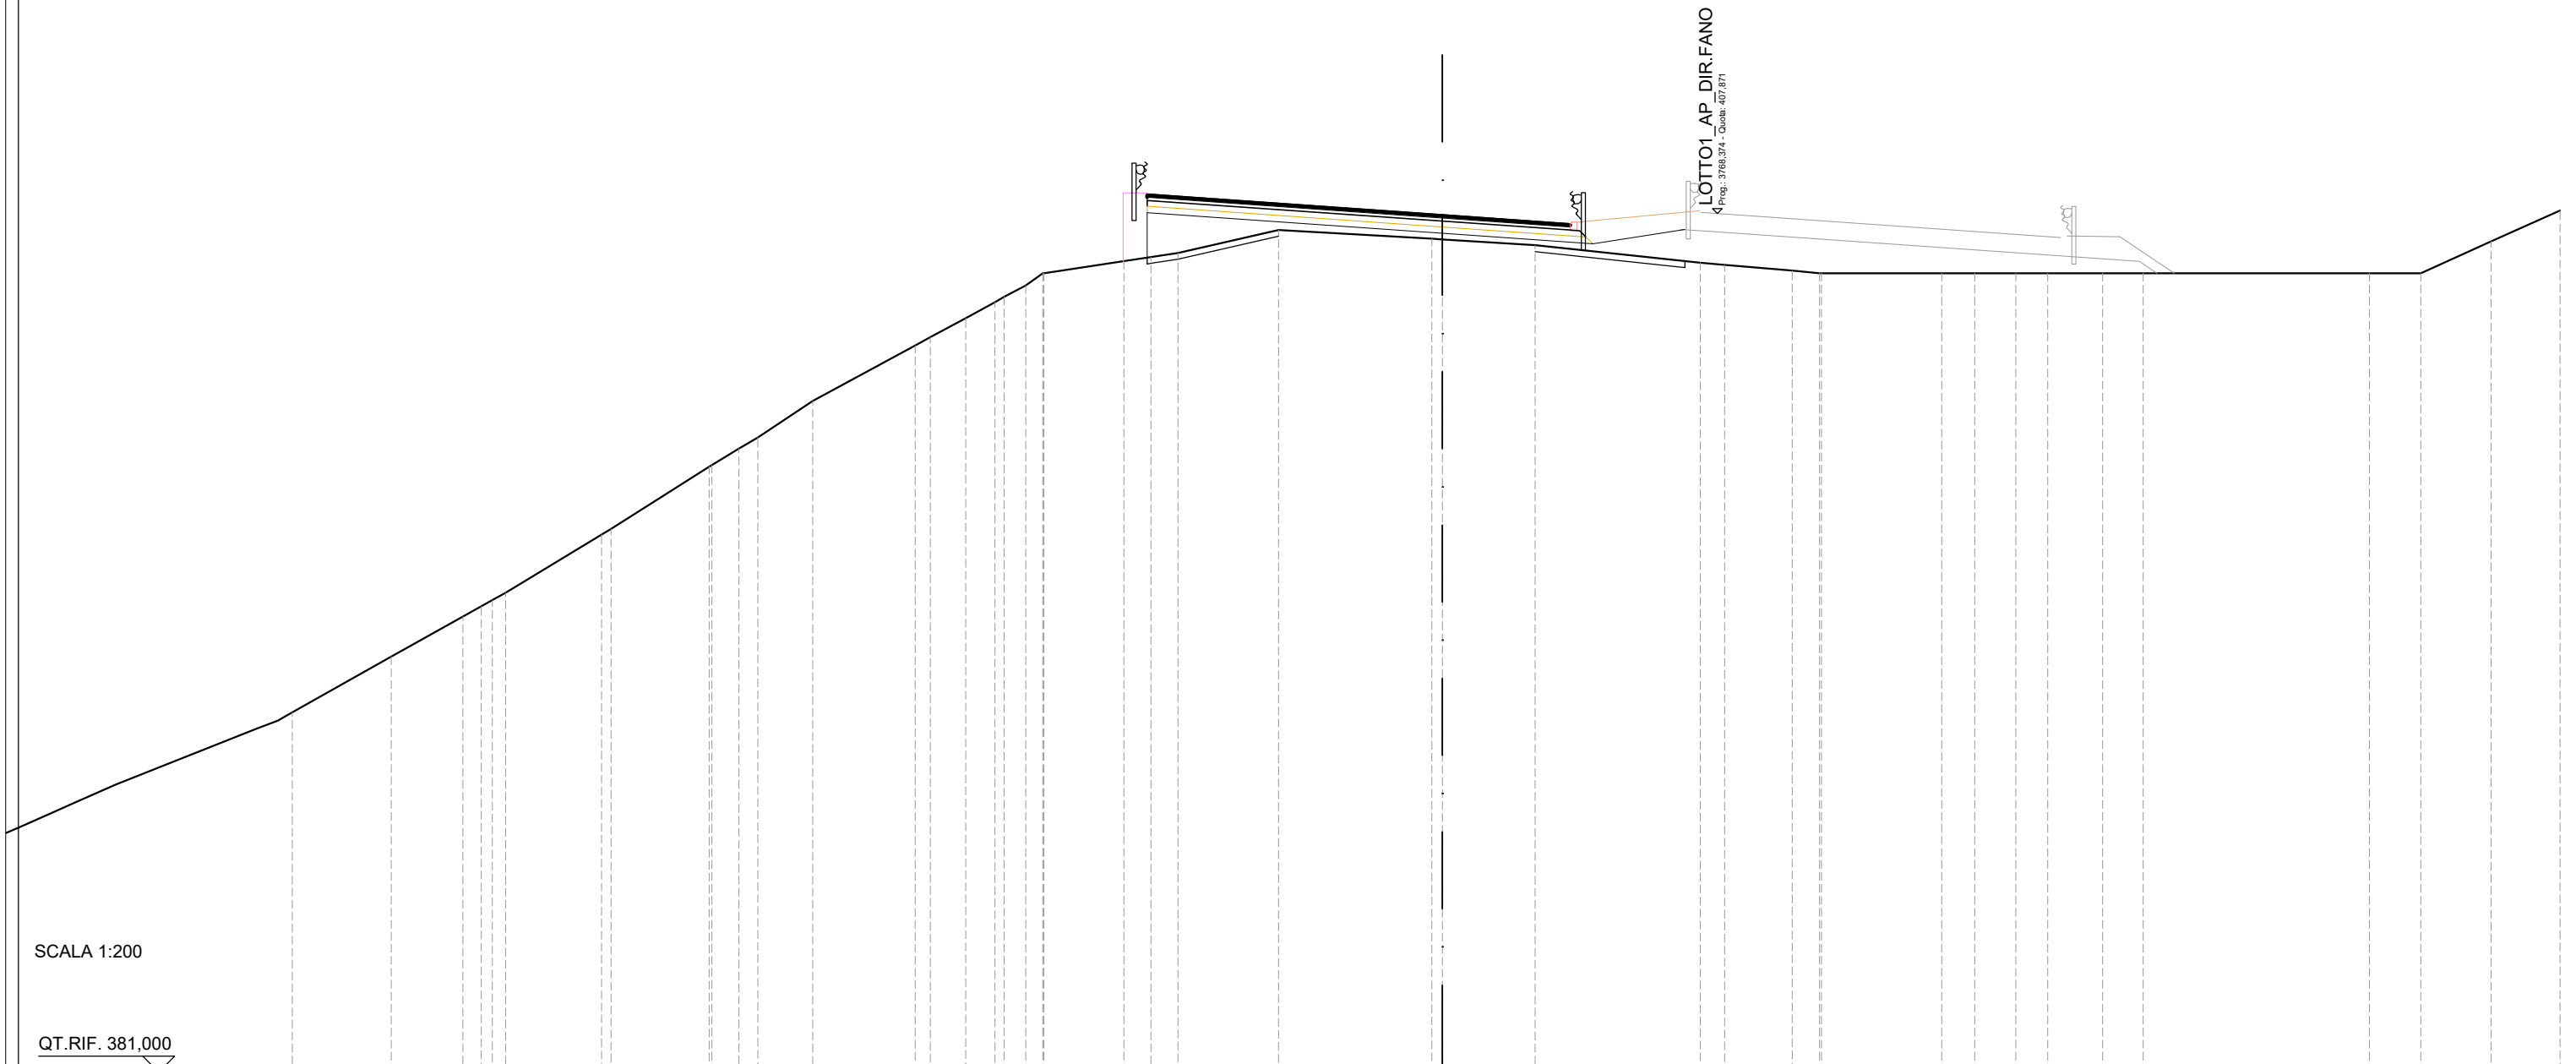 LOTTO1_AP_DIR.FANO
Prog.: 3768,374 - Quota: 407,871
SCALA 1:200
QT.RIF. 381,000